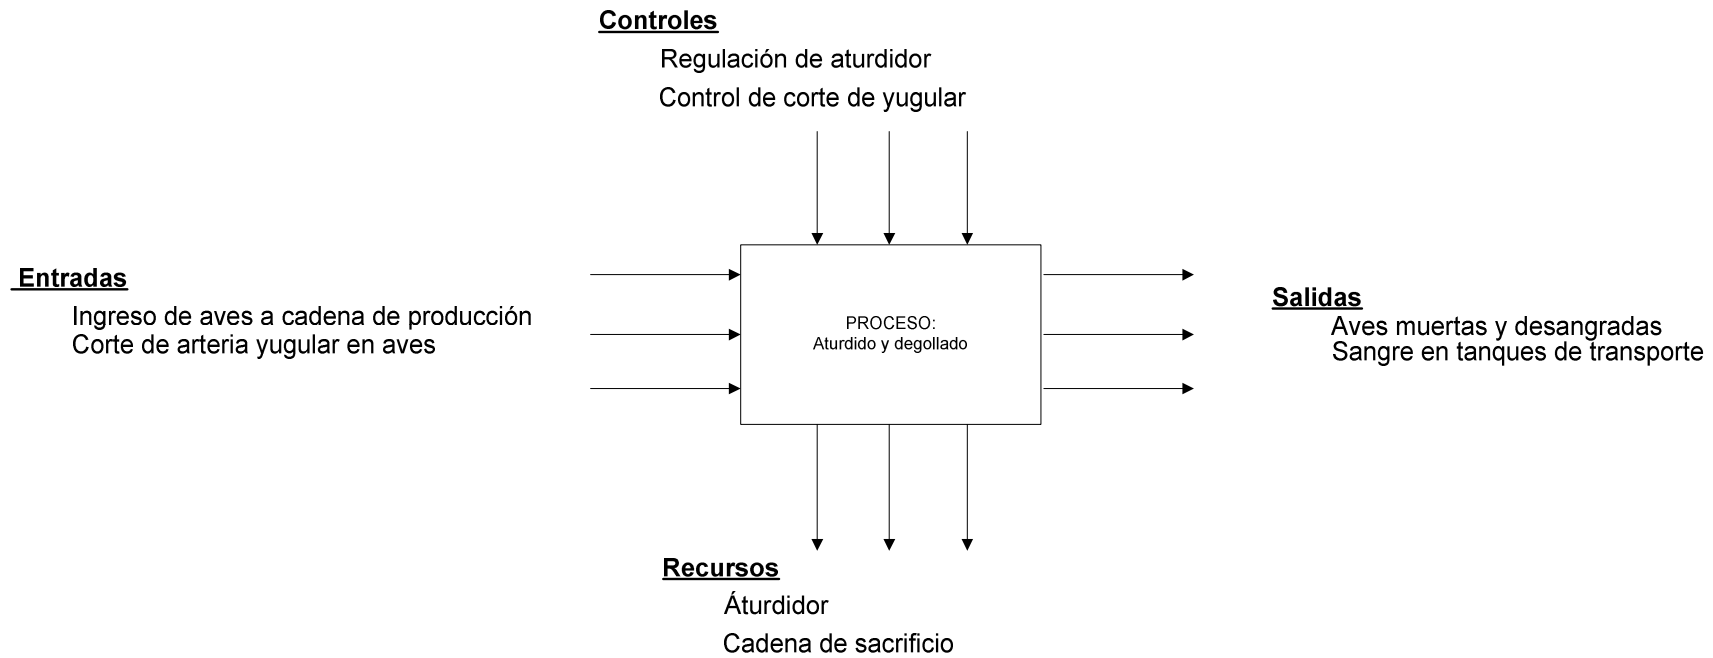 Controles
Regulación de aturdidor
Control de corte de yugular
Entradas
Ingreso de aves a cadena de producción
Corte de arteria yugular en aves
PROCESO:
Aturdido y degollado
Salidas
Aves muertas y desangradas
Sangre en tanques de transporte
Recursos
Áturdidor
Cadena de sacrificio